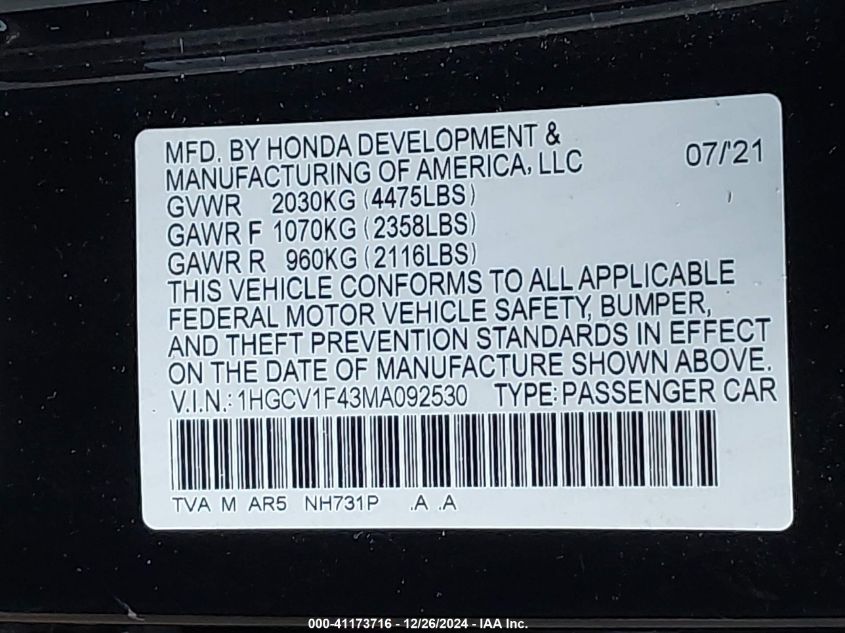 MFD. BY HONDA DEVELOPMENT &
MANUFACTURING OF AMERICA, LLC 07/'21
GVWR 2030KG (4475LBS)
GAWR F 1070KG (2358LBS)
GAWR R 960KG (2116LBS)
THIS VEHICLE CONFORMS TO ALL APPLICABLE
FEDERAL MOTOR VEHICLE SAFETY, BUMPER,
AND THEFT PREVENTION STANDARDS IN EFFECT
ON THE DATE OF MANUFACTURE SHOWN ABOVE.
V.I.N.: 1HGCV1F43MA092530 TYPE: PASSENGER CAR
TVA M AR5 NH731P .A .A
000-41173716 - 12/26/2024 - IAA Inc.